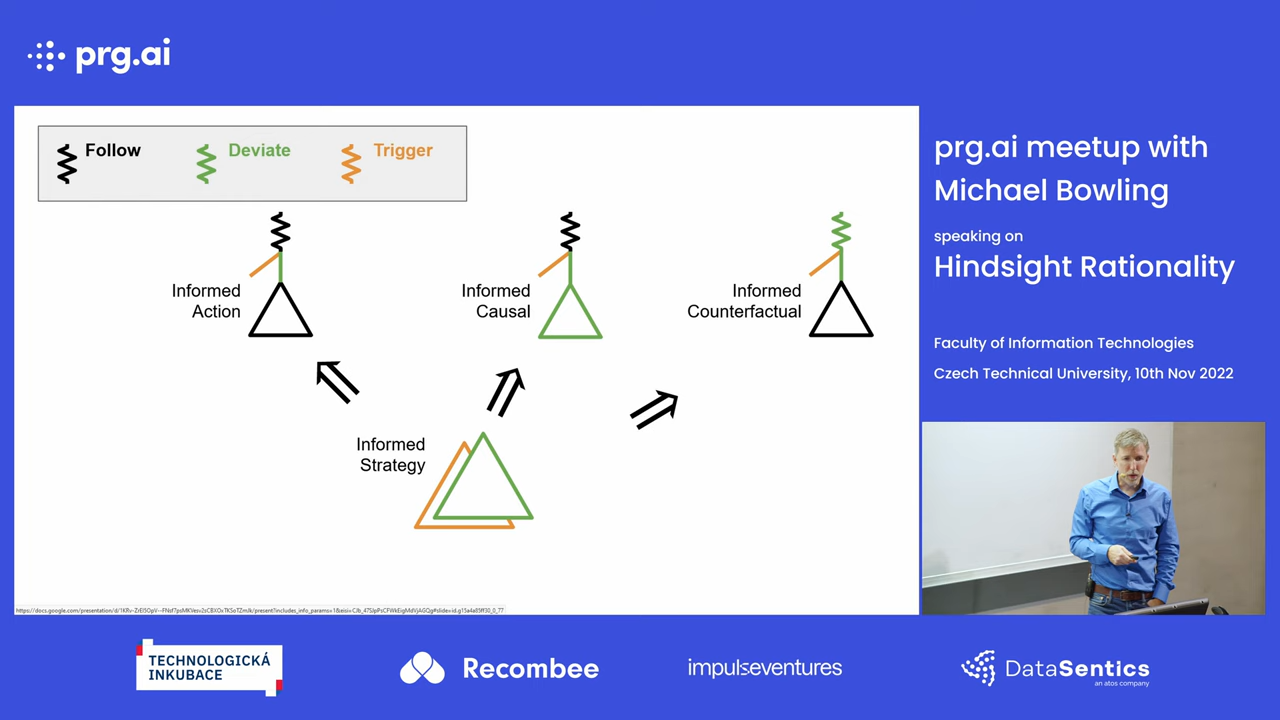 prg.ai
Follow
Deviate
Trigger
Informed
Action
Informed
Causal
Informed
Counterfactual
Informed
Strategy
prg.ai meetup with
Michael Bowling
speaking on
Hindsight Rationality
Faculty of Information Technologies
Czech Technical University, 10th Nov 2022
TECHNOLOGICKÁ
INKUBACE
Recombee
impulseventures
DataSentics
an atos company